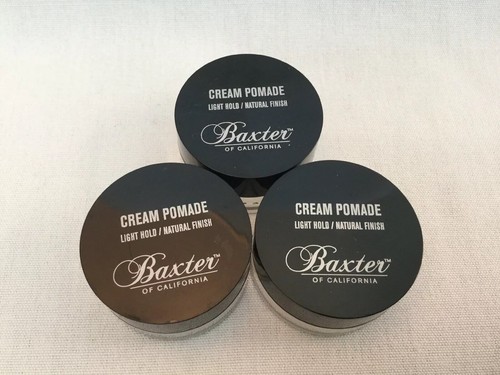 CREAM POMADE
LIGHT HOLD / NATURAL FINISH
Baxter™
OF CALIFORNIA
CREAM POMADE
LIGHT HOLD / NATURAL FINISH
Baxter™
OF CALIFORNIA
CREAM POMADE
LIGHT HOLD / NATURAL FINISH
Baxter™
OF CALIFORNIA